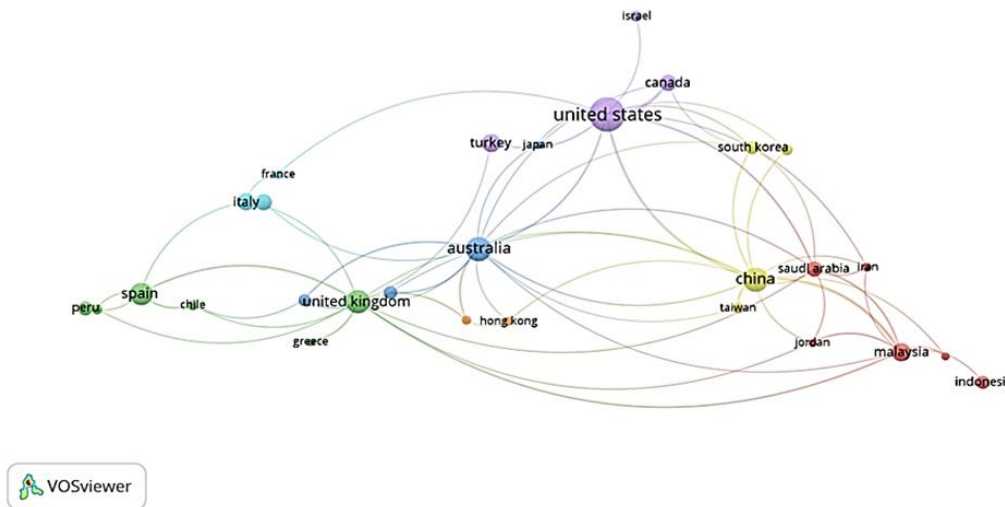 israel
canada
united states
turkey
japan
south korea
france
italy
australia
saudi arabia
iran
china
spain
peru
chile
united kingdom
taiwan
hong kong
greece
jordan
malaysia
indonesi
VOSviewer